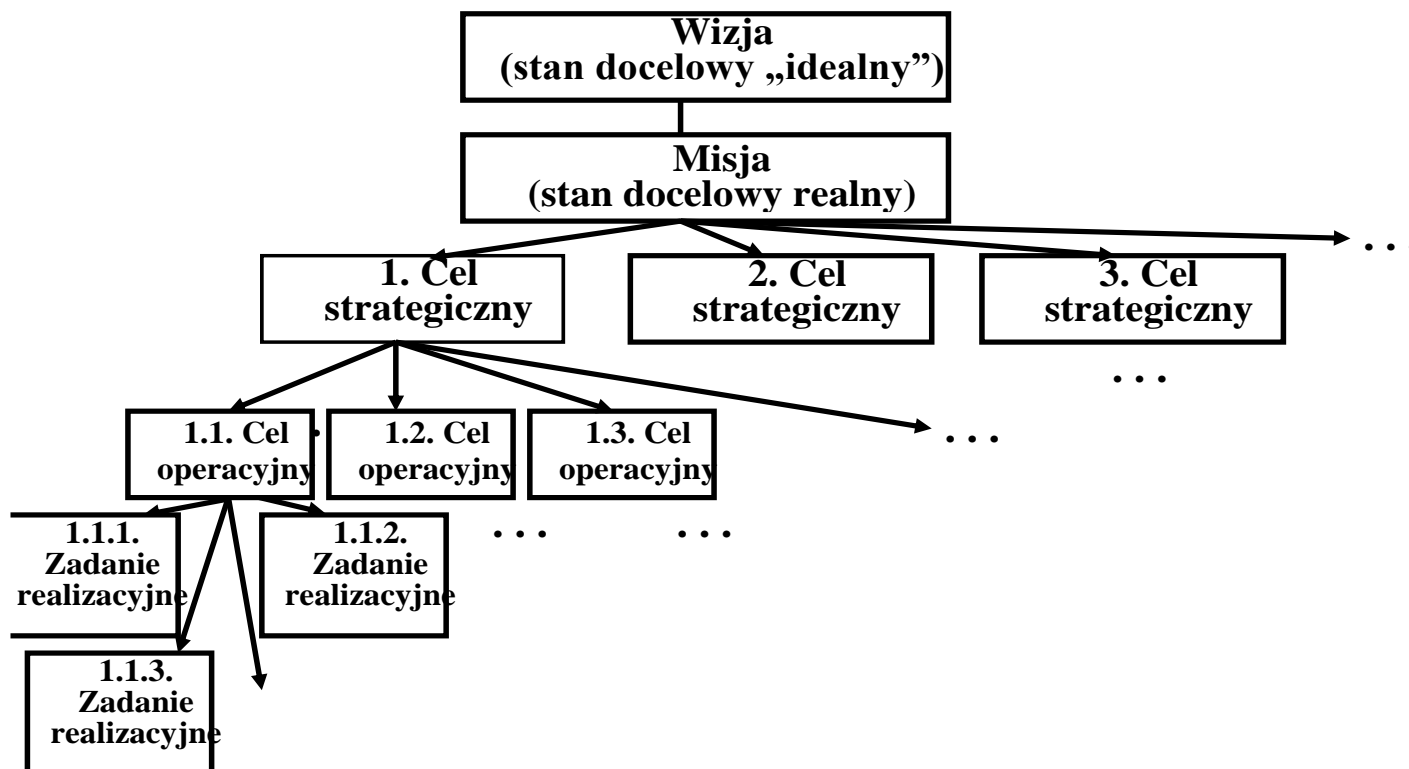 Wizja
(stan docelowy „idealny”)
Misja
(stan docelowy realny)
. . .
1. Cel
strategiczny
2. Cel
strategiczny
3. Cel
strategiczny
. . .
1.1. Cel
operacyjny
.
1.2. Cel
operacyjny
1.3. Cel
operacyjny
. . .
1.1.1.
Zadanie
realizacyjne
1.1.2.
Zadanie
realizacyjne
. . .
. . .
1.1.3.
Zadanie
realizacyjne